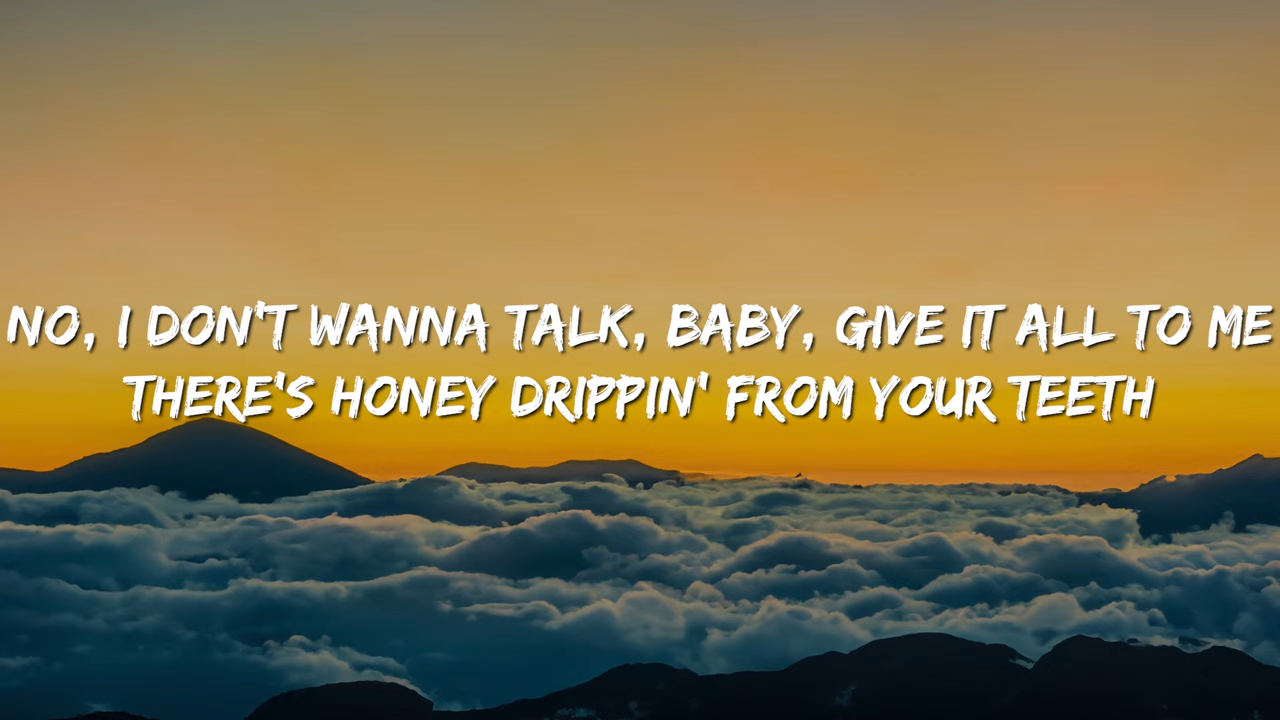 NO, I DON'T WANNA TALK, BABY, GIVE IT ALL TO ME
THERE'S HONEY DRIPPIN' FROM YOUR TEETH